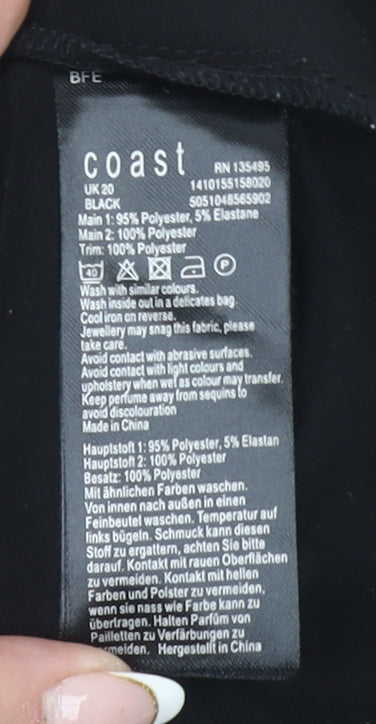 BFE
coast RN 135495
UK 20 1410155158020
BLACK S051048565902
Main 1: 95% Polyester, 5% Elastane
Main 2: 100% Polyester
Trim: 100% Polyester
40 P
Wash with similar colours.
Wash inside out in a delicates bag.
Cool iron on reverse.
Jewellery may snag this fabric, please
take care.
Avoid contact with abrasive surfaces.
Avoid contact with light colours and
upholstery when wet as colour may transfer.
Keep perfume away from sequins to
avoid discolouration
Made in China
Hauptstoft 1: 95% Polyester, 5% Elastan
Hauptstoft 2: 100% Polyester
Besatz: 100% Polyester
Mit ähnlichen Farben waschen.
Von innen nach außen in einen
Feinbeutel waschen. Temperatur auf
links bügeln. Schmuck kann diesen
Stoff zu ergattern, achten Sie bitte
darauf. Kontakt mit rauen Oberflächen
zu vermeiden. Kontakt mit hellen
Farben und Polster zu vermeiden,
wenn sie nass wie Farbe kann zu
übertragen. Halten Parfüm von
Pailletten zu Verfärbungen zu
Hergestellt in China